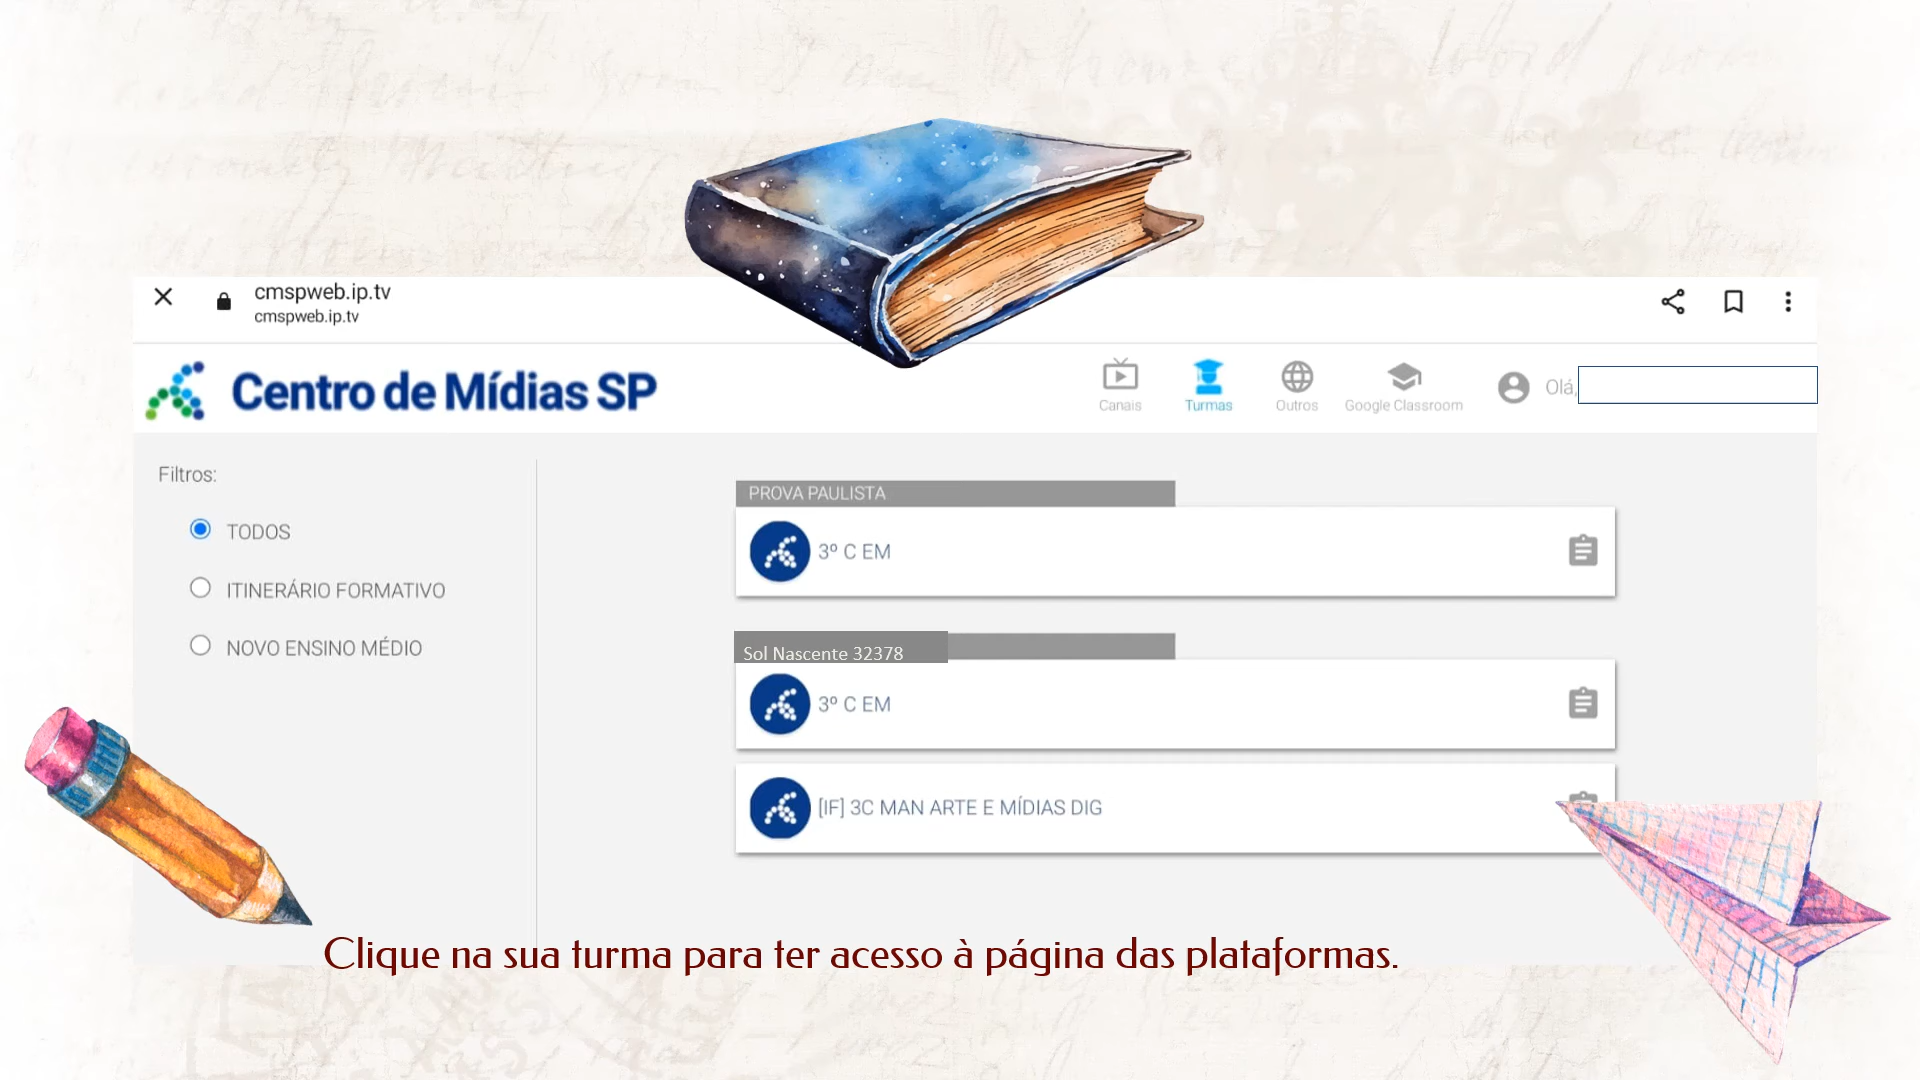 cmspweb.ip.tv
cmspweb.ip.tv
Centro de Mídias SP
Canais
Turmas
Outros
Google Classroom
Olá,
Filtros:
TODOS
ITINERÁRIO FORMATIVO
NOVO ENSINO MÉDIO
PROVA PAULISTA
3º C EM
Sol Nascente 32378
3º C EM
[IF] 3C MAN ARTE E MÍDIAS DIG
Clique na sua turma para ter acesso à página das plataformas.